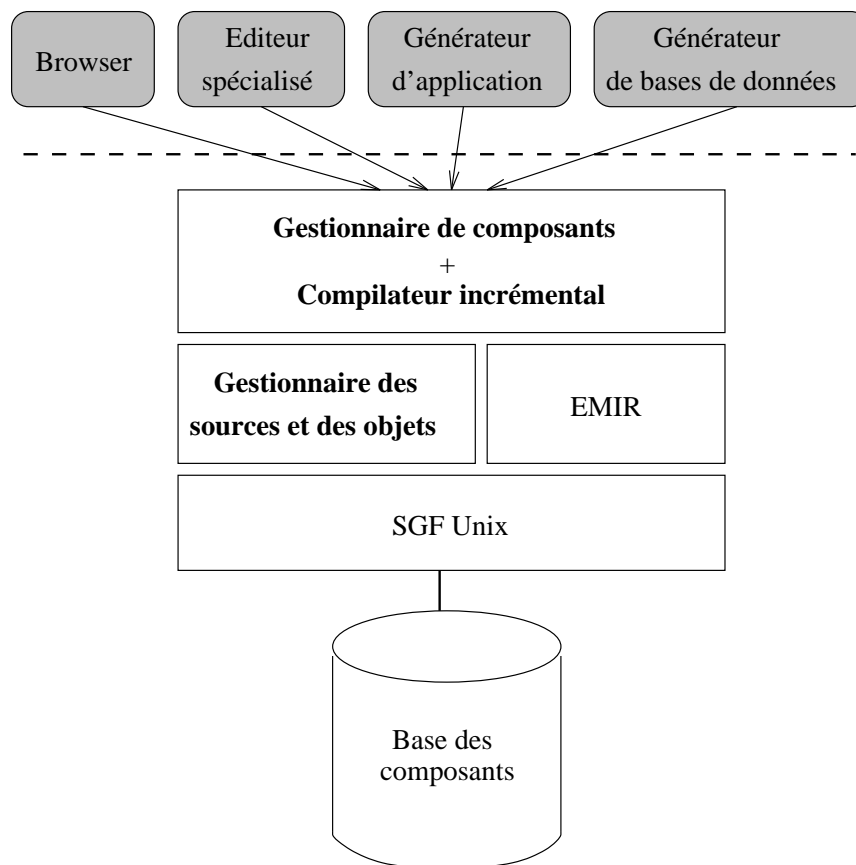 Browser
Editeur
spécialisé
Générateur
d’application
Générateur
de bases de données
Gestionnaire de composants
+
Compilateur incrémental
Gestionnaire des
sources et des objets
EMIR
SGF Unix
Base des
composants